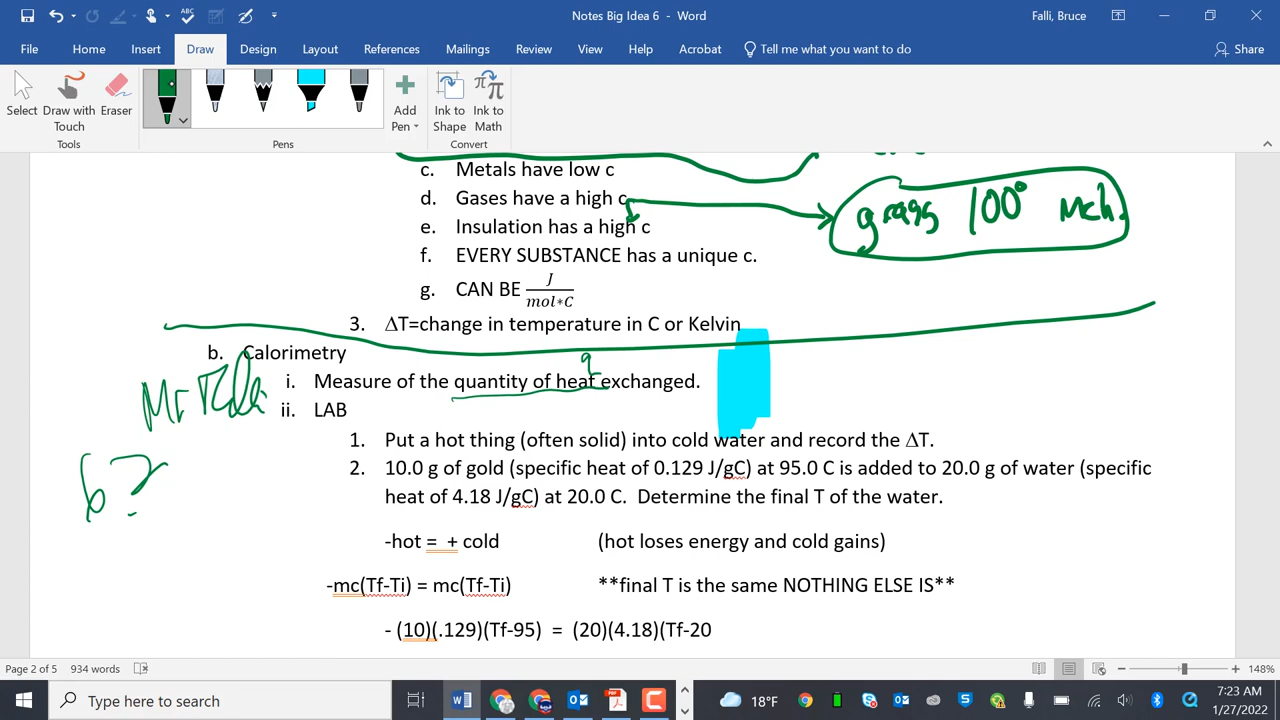 Notes Big Idea 6 - Word
Falli, Bruce
File Home Insert Draw Design Layout References Mailings Review View Help Acrobat Tell me what you want to do Share
Select Draw with Touch Eraser Add Pen Ink to Shape Ink to Math
Tools Pens Convert
c. Metals have low c
d. Gases have a high c
grass 100° Mch.
e. Insulation has a high c
f. EVERY SUBSTANCE has a unique c.
g. CAN BE J/mol∗C
3. ΔT=change in temperature in C or Kelvin
b. Calorimetry
q
i. Measure of the quantity of heat exchanged.
ii. LAB
1. Put a hot thing (often solid) into cold water and record the ΔT.
2. 10.0 g of gold (specific heat of 0.129 J/gC) at 95.0 C is added to 20.0 g of water (specific
heat of 4.18 J/gC) at 20.0 C. Determine the final T of the water.
-hot = + cold (hot loses energy and cold gains)
-mc(Tf-Ti) = mc(Tf-Ti) **final T is the same NOTHING ELSE IS**
- (10)(.129)(Tf-95) = (20)(4.18)(Tf-20
Page 2 of 5 934 words 148%
Type here to search 18°F 7:23 AM
1/27/2022